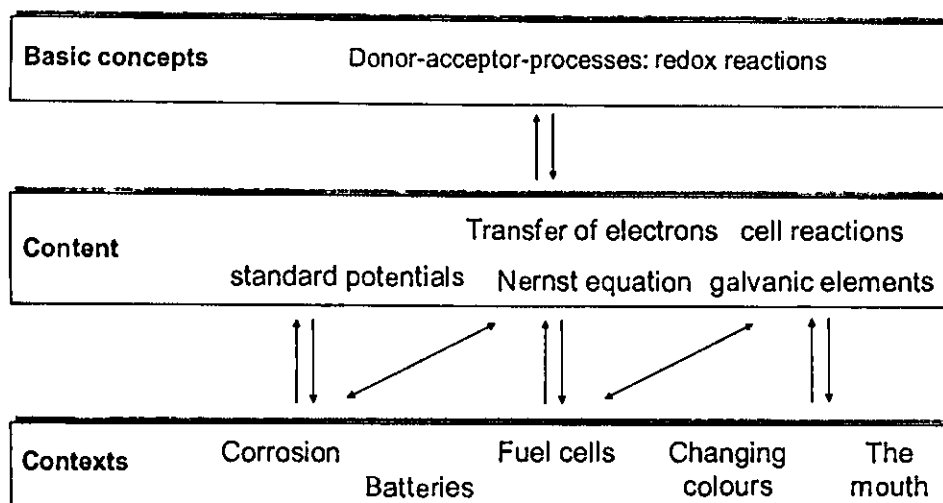 Basic concepts Donor-acceptor-processes: redox reactions
Transfer of electrons cell reactions
Content
standard potentials Nernst equation galvanic elements
Corrosion Fuel cells Changing The
Contexts
Batteries colours mouth